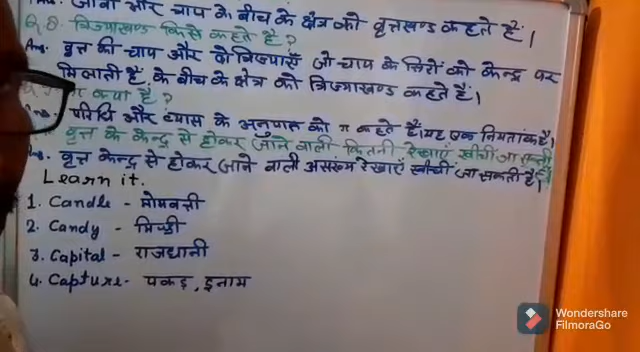 जीवा और चाप के बीच के क्षेत्र को वृत्तखण्ड कहते हैं।
Q.8. त्रिज्याखण्ड किसे कहते है?
Ans. वृत्त की चाप और दो त्रिज्याएँ जो चाप के सिरों को केन्द्र पर
मिलाती हैं, के बीच के क्षेत्र को त्रिज्याखण्ड कहते हैं।
क्या है?
Ans. परिधि और व्यास के अनुपात को π कहते हैं। यह एक नियतांक है।
वृत्त के केन्द्र से होकर जाने वाली कितनी रेखाएँ खींची जा सकती हैं
Ans. वृत्त केन्द्र से होकर जाने वाली असंख्य रेखाएँ खींची जा सकती हैं।
Learn it.
1. Candle - मोमबत्ती
2. Candy - मिश्री
3. Capital - राजधानी
4. Capture - पकड़, इनाम
Wondershare
FilmoraGo